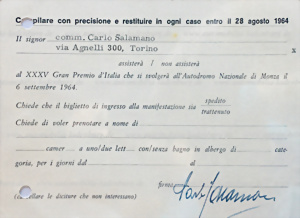 Compilare con precisione e restituire in ogni caso entro il 28 agosto 1964
Il signor comm. Carlo Salamano
via Agnelli 300, Torino
assisterà / non assisterà
al XXXV Gran Premio d'Italia che si svolgerà all'Autodromo Nazionale di Monza il
6 settembre 1964.
Chiede che il biglietto di ingresso alla manifestazione sia spedito
trattenuto
Chiede di voler prenotare a nome di
camer a uno/due lett con/senza bagno in albergo di cate-
goria, per i giorni dal al
firma
(cancellare le diciture che non interessano)